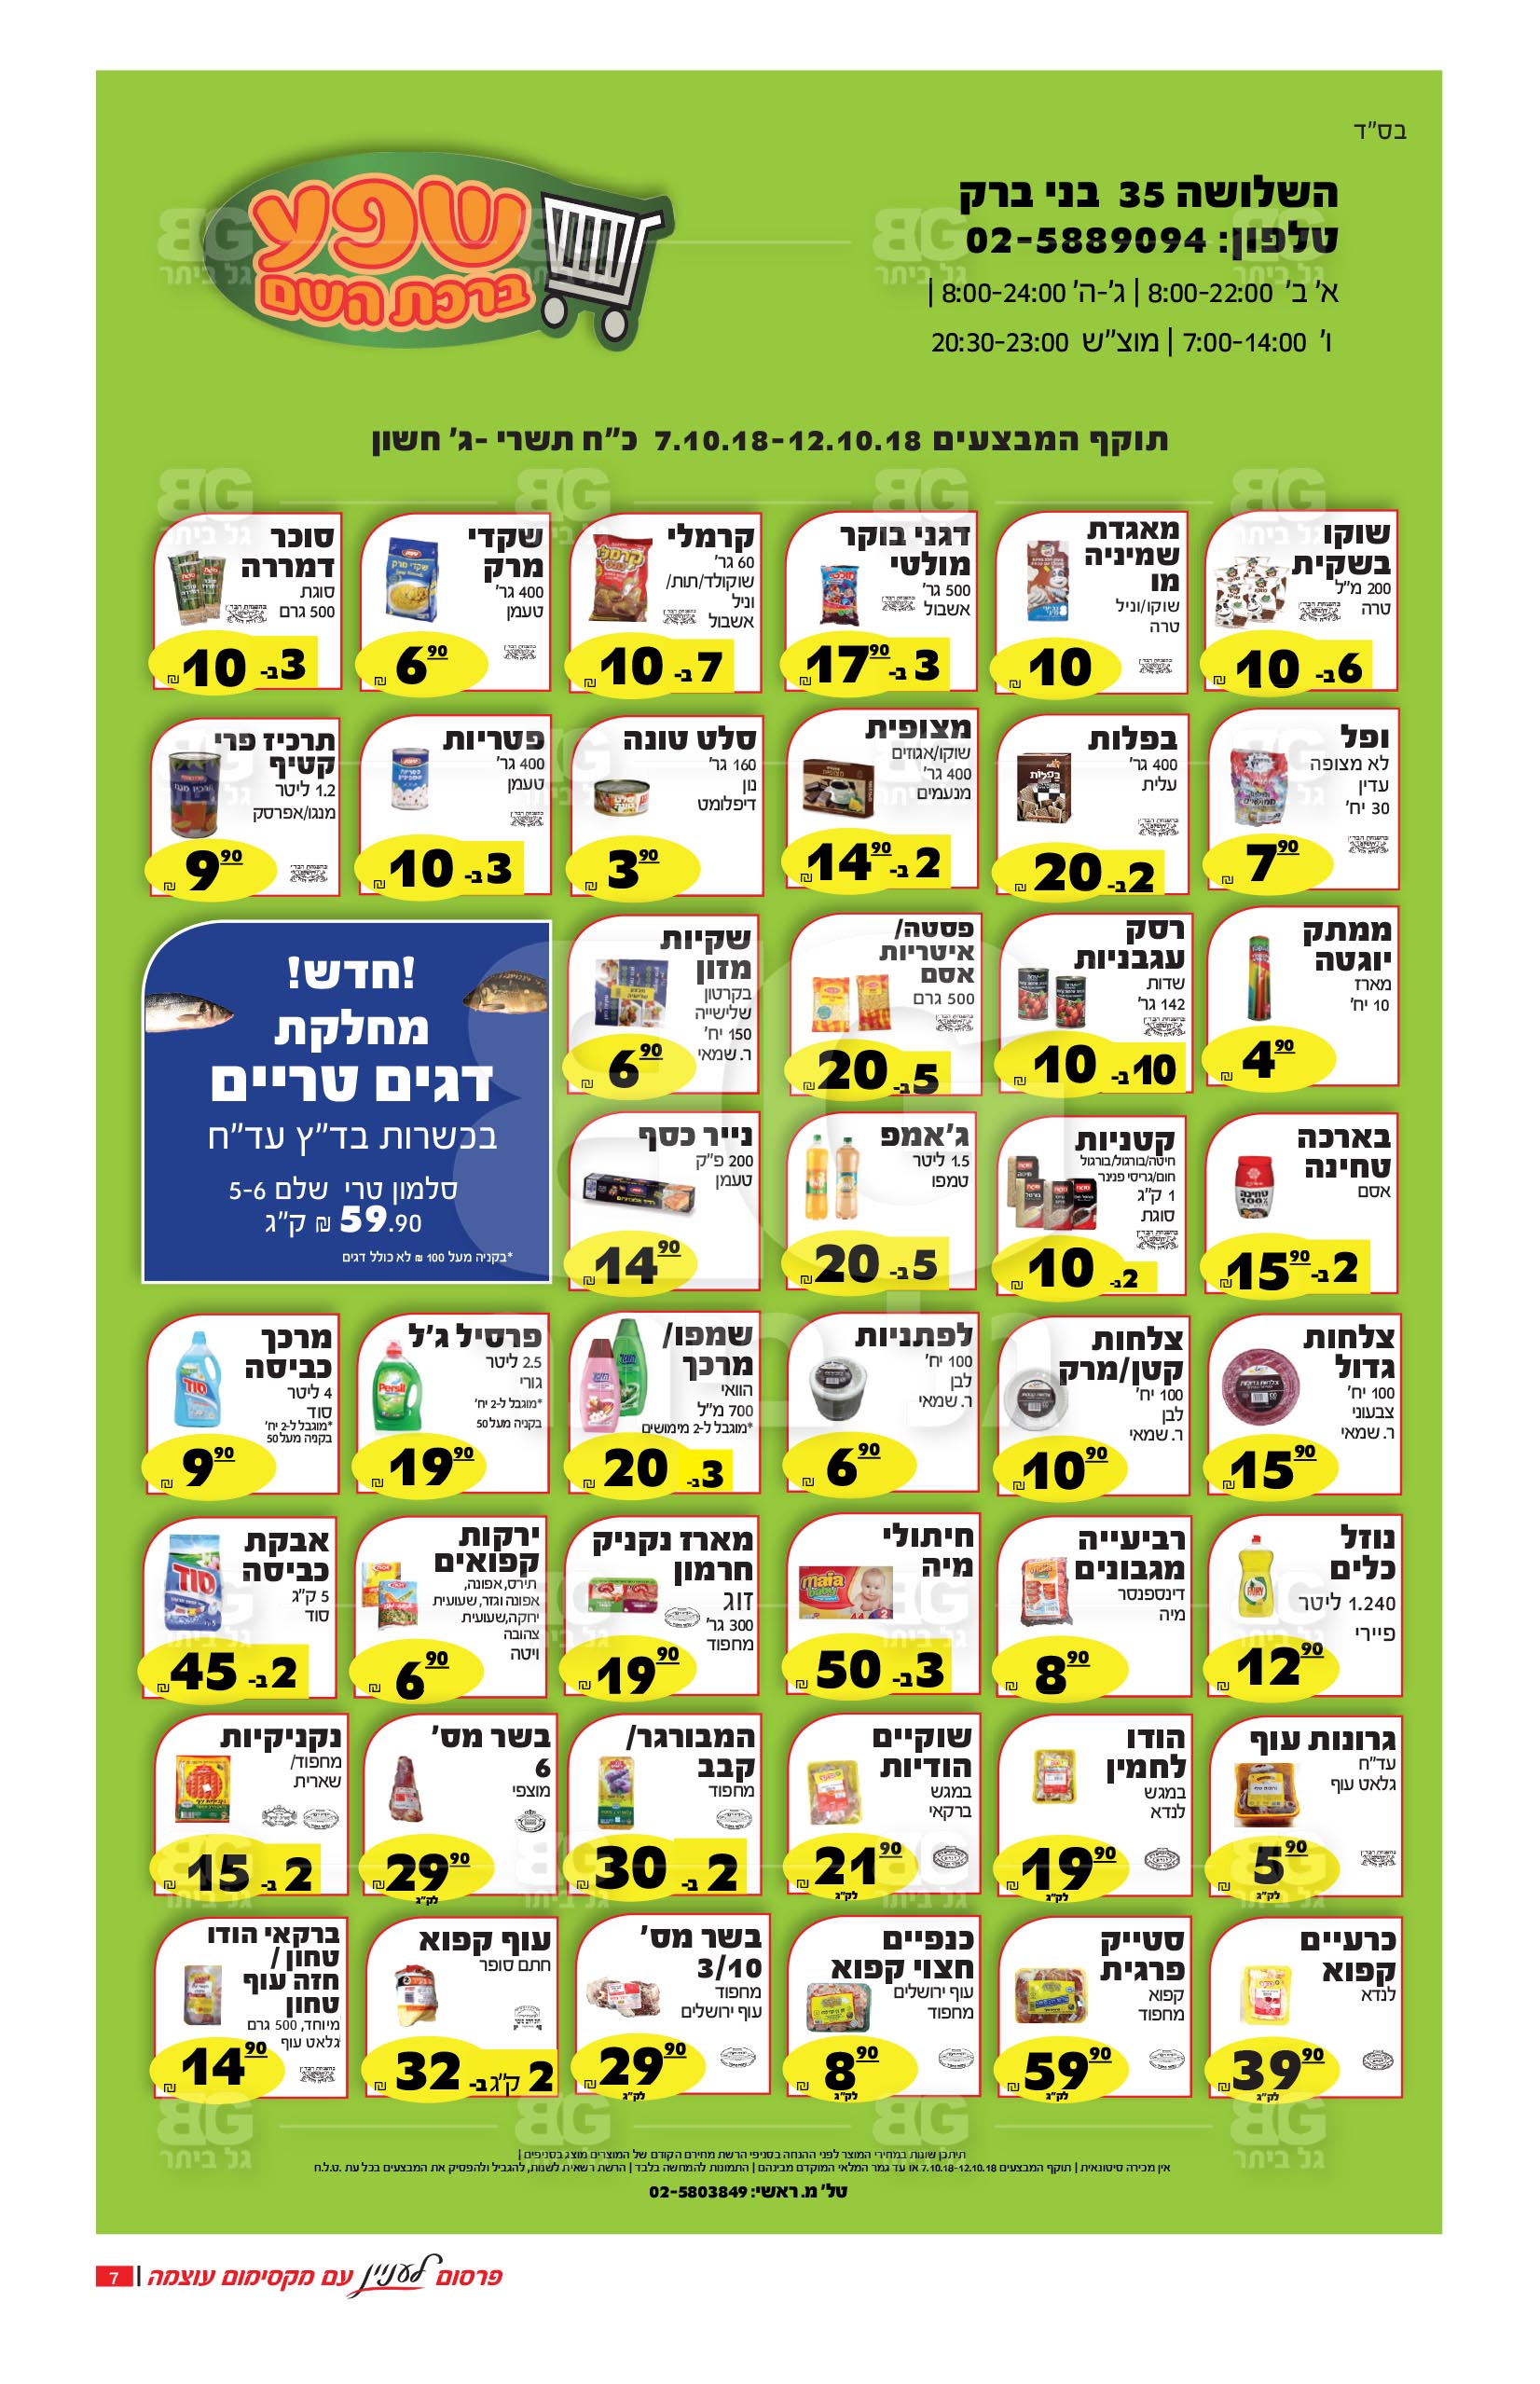 בס"ד
שפע
ברכת השם
השלושה 35 בני ברק
טלפון: 02-5889094
א' ב' 8:00-22:00 | ג'-ה' 8:00-24:00 |
ו' 7:00-14:00 | מוצ"ש 20:30-23:00
תוקף המבצעים 7.10.18-12.10.18 כ"ח תשרי -ג' חשון
שוקו
בשקית
200 מ"ל
טרה
6 ב- 10 ₪
מאגדת
שמיניה
מו
שוקו/וניל
טרה
10 ₪
דגני בוקר
מולטי
500 גר'
אשבול
3 ב- 17.90 ₪
קרמלי
60 גר'
שוקולד/תות/
וניל
אשבול
7 ב- 10 ₪
שקדי
מרק
400 גר'
טעמן
6.90 ₪
סוכר
דמררה
סוגת
500 גרם
3 ב- 10 ₪
ופל
לא מצופה
עדין
30 יח'
7.90 ₪
בפלות
400 גר'
עלית
2 ב- 20 ₪
מצופית
שוקו/אגוזים
400 גר'
מנעמים
2 ב- 14.90 ₪
סלט טונה
160 גר'
נון
דיפלומט
3.90 ₪
פטריות
400 גר'
טעמן
3 ב- 10 ₪
תרכיז פרי
קטיף
1.2 ליטר
מנגו/אפרסק
9.90 ₪
ממתק
יוגטה
מארז
10 יח'
4.90 ₪
רסק
עגבניות
שדות
142 גר'
10 ב- 10 ₪
פסטה/
איטריות
אסם
500 גרם
5 ב- 20 ₪
שקיות
מזון
בקרטון
שלישייה
150 יח'
ר. שמאי
6.90 ₪
חדש!
מחלקת
דגים טריים
בכשרות בד"ץ עד"ח
סלמון טרי שלם 5-6
59.90 ₪ ק"ג
*בקניה מעל 100 ₪ לא כולל דגים
בארכה
טחינה
אסם
2 ב- 15.90 ₪
קטניות
חיטה/בורגול/בורגול
חום/גריסי פנינר
1 ק"ג
סוגת
2 ב- 10 ₪
ג'אמפ
1.5 ליטר
טמפו
5 ב- 20 ₪
נייר כסף
200 פ"ק
טעמן
14.90 ₪
צלחות
גדול
100 יח'
צבעוני
ר. שמאי
15.90 ₪
צלחות
קטן/מרק
100 יח'
לבן
ר. שמאי
10.90 ₪
לפתניות
100 יח'
לבן
ר. שמאי
6.90 ₪
שמפו/
מרכך
הוואי
700 מ"ל
*מוגבל ל-2 מימושים
3 ב- 20
פרסיל ג'ל
2.5 ליטר
גורי
*מוגבל ל-2 יח'
בקניה מעל 50
19.90 ₪
מרכך
כביסה
4 ליטר
סוד
*מוגבל ל-2 יח'
בקניה מעל 50
9.90 ₪
נוזל
כלים
1.240 ליטר
פיירי
12.90 ₪
רביעייה
מגבונים
דינספנסר
מיה
8.90 ₪
חיתולי
מיה
3 ב- 50 ₪
מארז נקניק
חרמון
זוג
300 גר'
מחפוד
19.90 ₪
ירקות
קפואים
תירס, אפונה,
אפונה וגזר, שעועית
ירוקה,שעועית
צהובה
ויטה
6.90 ₪
אבקת
כביסה
5 ק"ג
סוד
2 ב- 45 ₪
גרונות עוף
עד"ח
גלאט עוף
5.90 ₪
לק"ג
הודו
לחמין
במגש
לנדא
19.90 ₪
לק"ג
שוקיים
הודיות
במגש
ברקאי
21.90 ₪
לק"ג
המבורגר/
קבב
מחפוד
2 ב- 30 ₪
בשר מס'
6
מוצפי
29.90 ₪
לק"ג
נקניקיות
מחפוד/
שארית
2 ב- 15 ₪
כרעיים
קפוא
לנדא
39.90 ₪
לק"ג
סטייק
פרגית
קפוא
מחפוד
59.90 ₪
לק"ג
כנפיים
חצוי קפוא
עוף ירושלים
מחפוד
8.90 ₪
לק"ג
בשר מס'
3/10
מחפוד
עוף ירושלים
29.90 ₪
לק"ג
עוף קפוא
חתם סופר
2 ק"ג ב- 32 ₪
ברקאי הודו
טחון /
חזה עוף
טחון
מיוחד, 500 גרם
גלאט עוף
14.90 ₪
תיתכן שונות במחירי המוצר לפני ההנחה בסניפי הרשת מחירם הקודם של המוצרים מוצג בסניפים |
אין מכירה סיטונאית | תוקף המבצעים 7.10.18-12.10.18 או עד גמר המלאי המוקדם מבינהם | התמונות להמחשה בלבד | הרשת רשאית לשנות, להגביל ולהפסיק את המבצעים בכל עת .ט.ל.ח
טל' מ. ראשי: 02-5803849
פרסום לעניין עם מקסימום עוצמה | 7